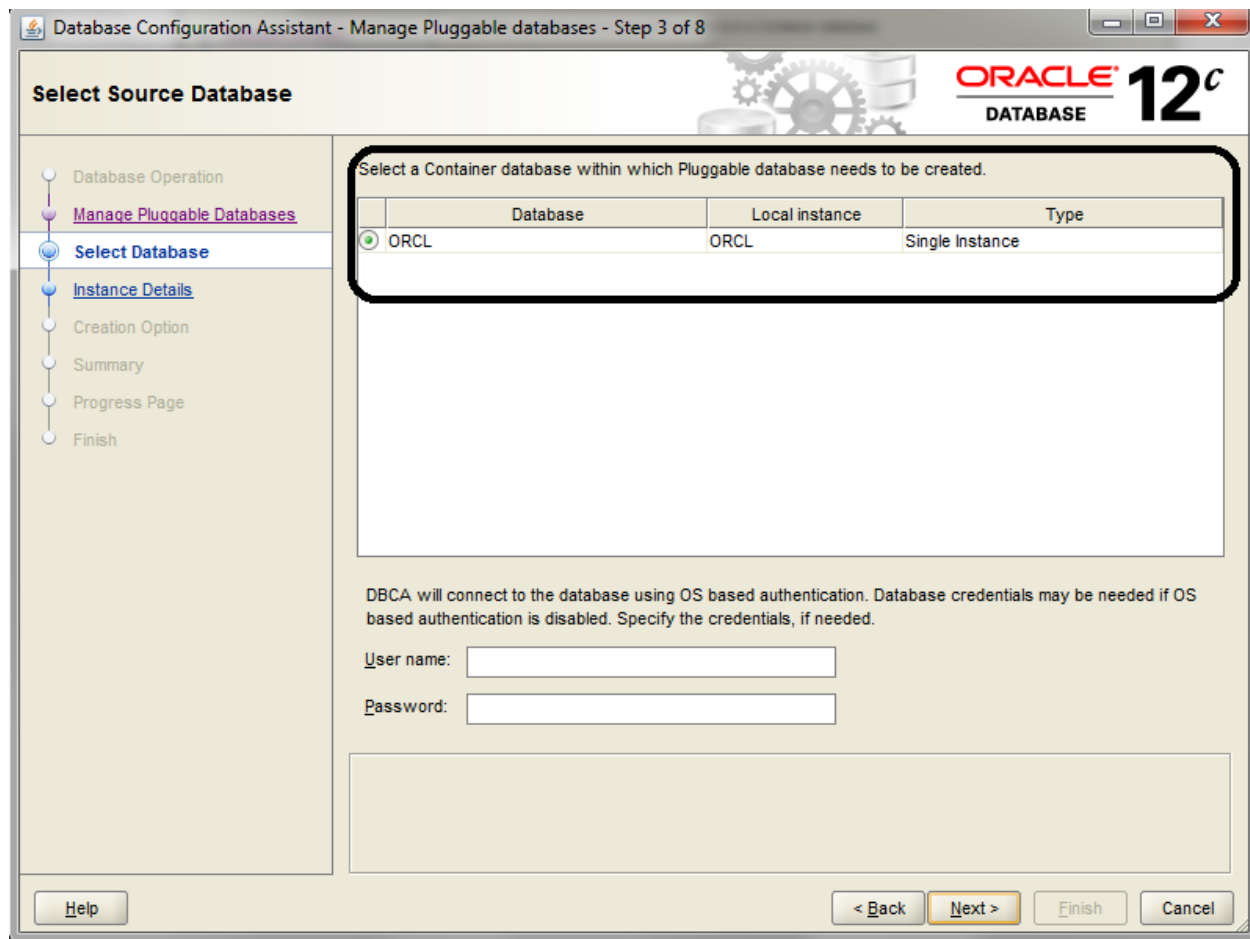 Database Configuration Assistant - Manage Pluggable databases - Step 3 of 8
Select Source Database
ORACLE
DATABASE
12c
Database Operation
Manage Pluggable Databases
Select Database
Instance Details
Creation Option
Summary
Progress Page
Finish
Select a Container database within which Pluggable database needs to be created.
Database Local instance Type
ORCL ORCL Single Instance
DBCA will connect to the database using OS based authentication. Database credentials may be needed if OS
based authentication is disabled. Specify the credentials, if needed.
User name:
Password:
Help < Back Next > Finish Cancel